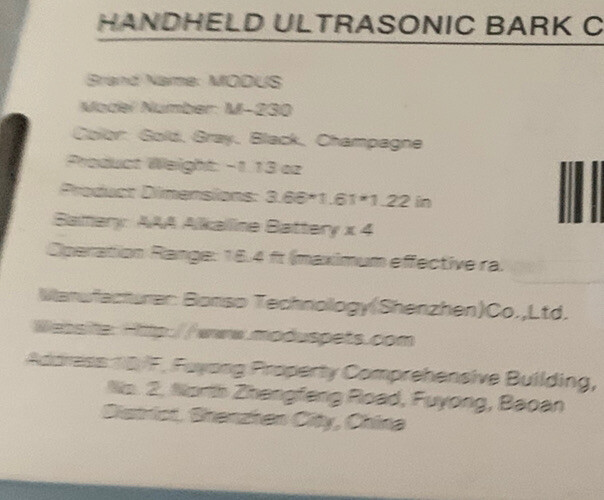 HANDHELD ULTRASONIC BARK C
Brand Name: MODUS
Model Number: M-230
Color: Gold, Gray, Black, Champagne
Product Weight: ~1.13 oz
Product Dimensions: 3.66*1.61*1.22 in
Battery: AAA Alkaline Battery x 4
Operation Range: 16.4 ft (maximum effective ra
Manufacturer: Bonso Technology(Shenzhen)Co.,Ltd.
Website: Http://www.moduspets.com
Address:10/F, Fuyong Property Comprehensive Building,
No. 2, North Zhengfeng Road, Fuyong, Baoan
District, Shenzhen City, China